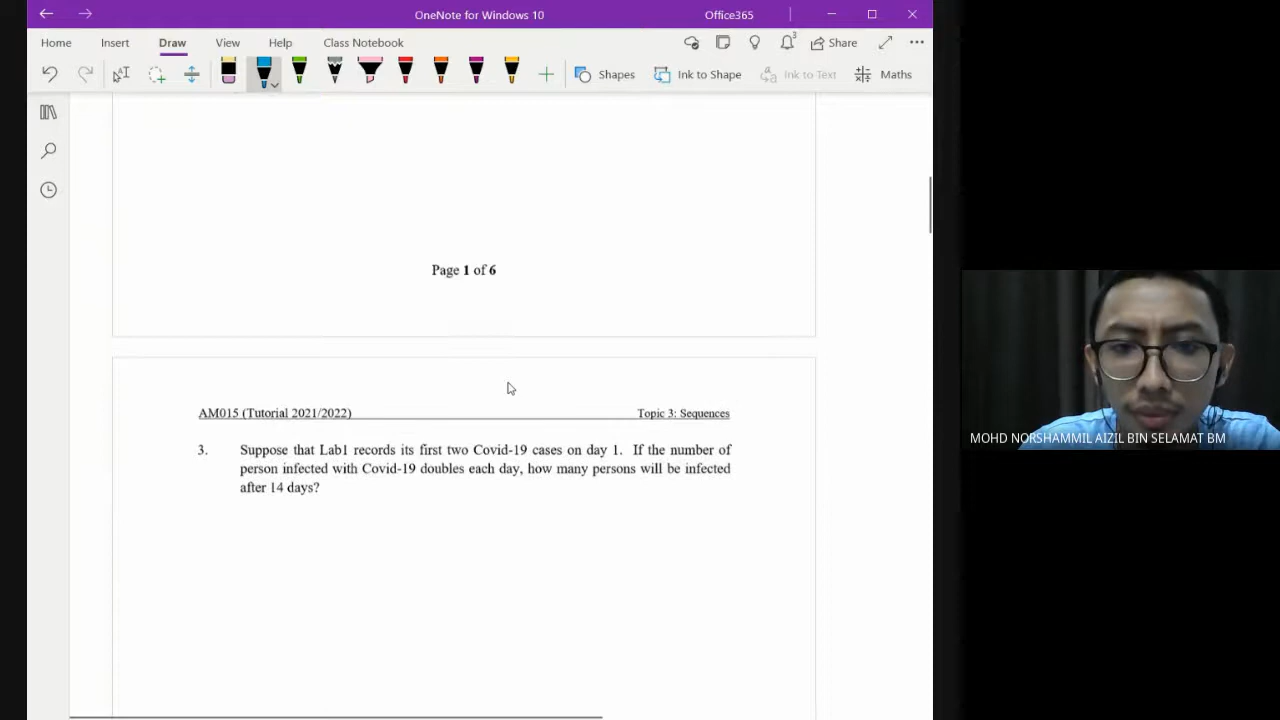 OneNote for Windows 10
Office365
Home
Insert
Draw
View
Help
Class Notebook
3
Share
Shapes
Ink to Shape
Ink to Text
Maths
Page 1 of 6
AM015 (Tutorial 2021/2022)
Topic 3: Sequences
3. Suppose that Lab1 records its first two Covid-19 cases on day 1. If the number of
person infected with Covid-19 doubles each day, how many persons will be infected
after 14 days?
MOHD NORSHAMMIL AIZIL BIN SELAMAT BM